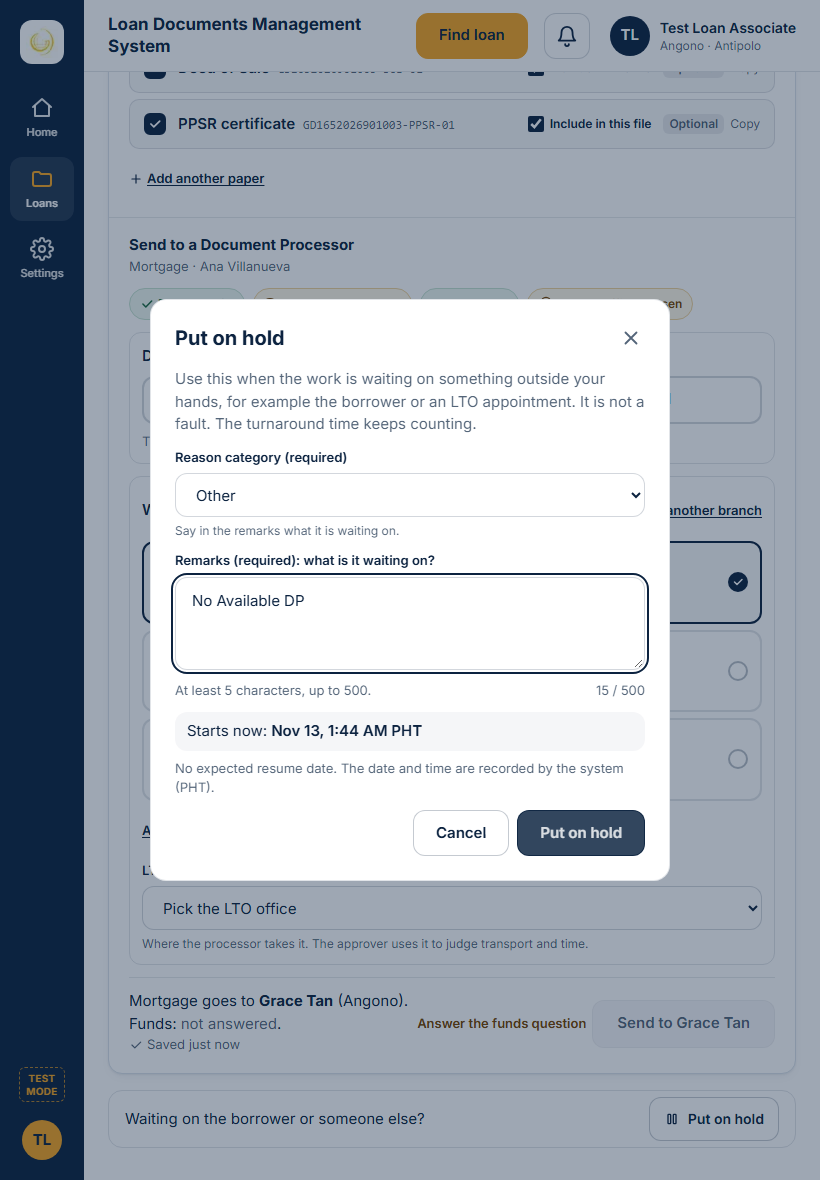 Loan Documents Management
System
Find loan
TL
Test Loan Associate
Angono · Antipolo
Home
Loans
Settings
PPSR certificate GD1652026901003-PPSR-01
Include in this file
Optional
Copy
+ Add another paper
Send to a Document Processor
Mortgage · Ana Villanueva
Put on hold
Use this when the work is waiting on something outside your
hands, for example the borrower or an LTO appointment. It is not a
fault. The turnaround time keeps counting.
Reason category (required)
Other
Say in the remarks what it is waiting on.
another branch
Remarks (required): what is it waiting on?
No Available DP
At least 5 characters, up to 500.
15 / 500
Starts now: Nov 13, 1:44 AM PHT
No expected resume date. The date and time are recorded by the system
(PHT).
Cancel
Put on hold
Pick the LTO office
Where the processor takes it. The approver uses it to judge transport and time.
Mortgage goes to Grace Tan (Angono).
Funds: not answered.
Saved just now
Answer the funds question
Send to Grace Tan
Waiting on the borrower or someone else?
Put on hold
TEST
MODE
TL